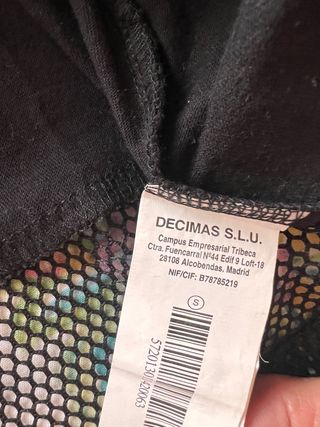 DECIMAS S.L.U.
Campus Empresarial Tribeca
Ctra. Fuencarral Nº44 Edif 9 Loft-18
28108 Alcobendas, Madrid
NIF/CIF: B78785219
S